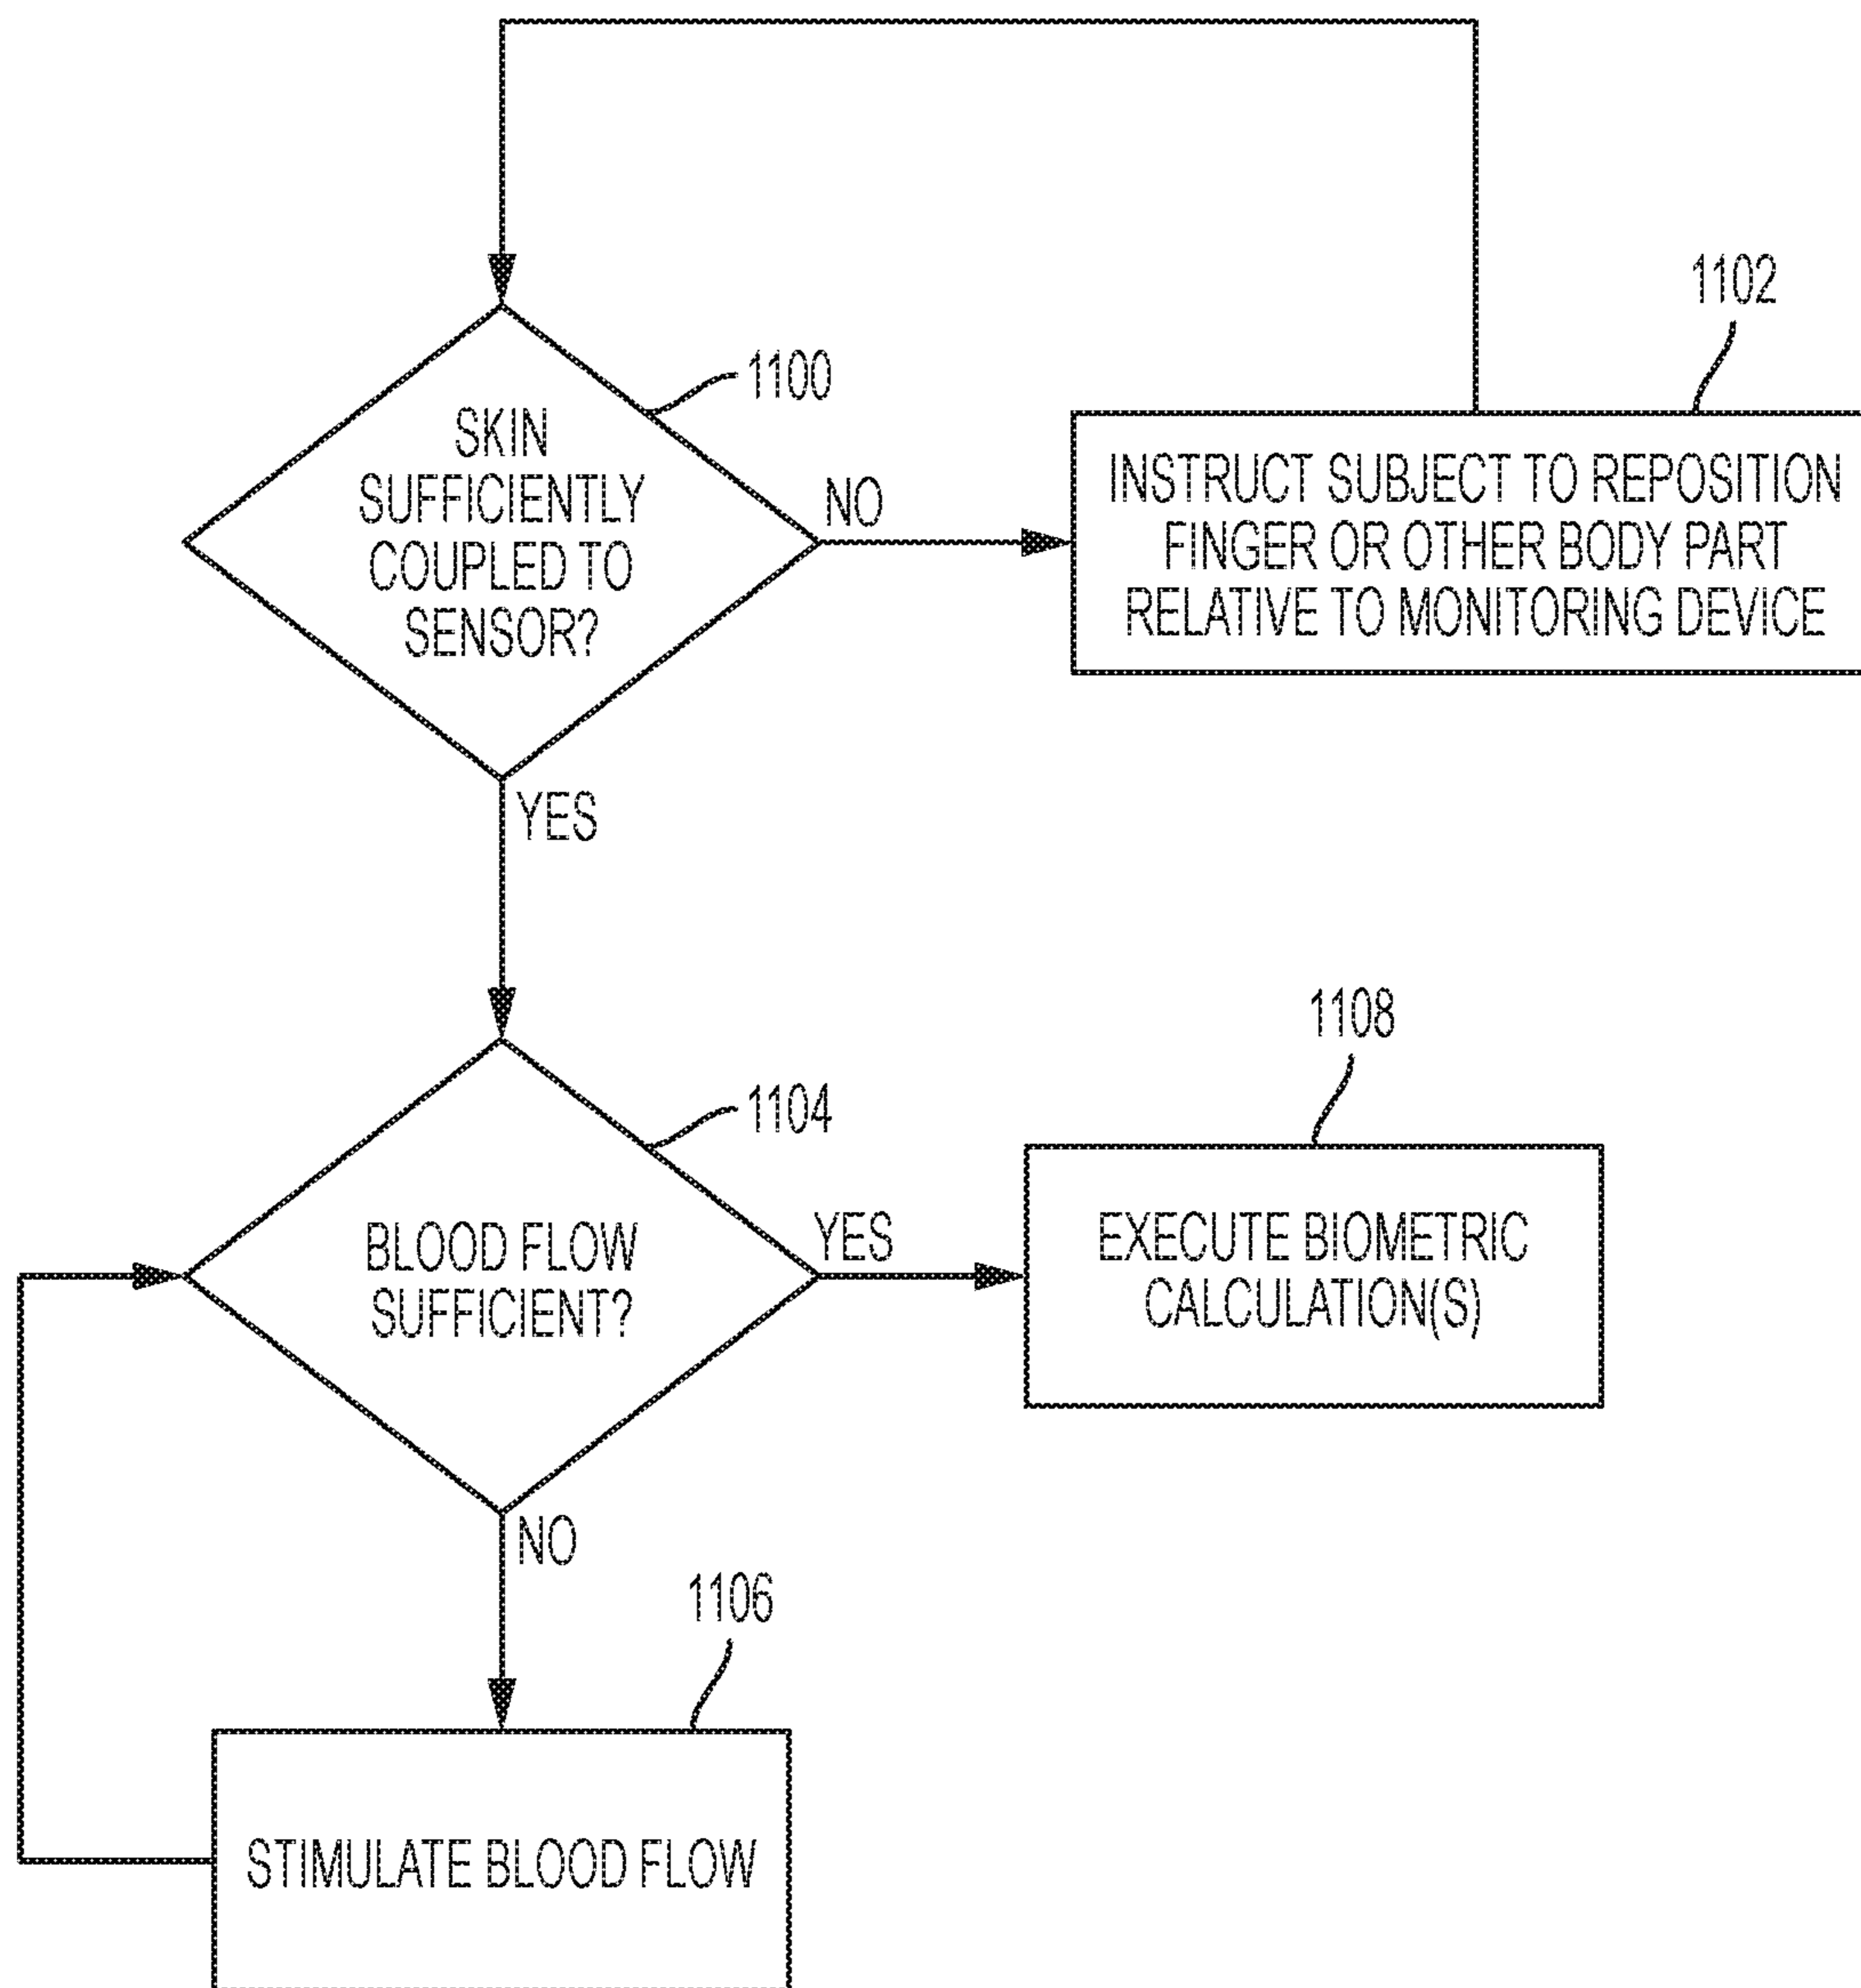 1102
1100
SKIN
SUFFICIENTLY
COUPLED TO
SENSOR?
NO
INSTRUCT SUBJECT TO REPOSITION
FINGER OR OTHER BODY PART
RELATIVE TO MONITORING DEVICE
YES
1108
1104
BLOOD FLOW
SUFFICIENT?
YES
EXECUTE BIOMETRIC
CALCULATION(S)
NO
1106
STIMULATE BLOOD FLOW